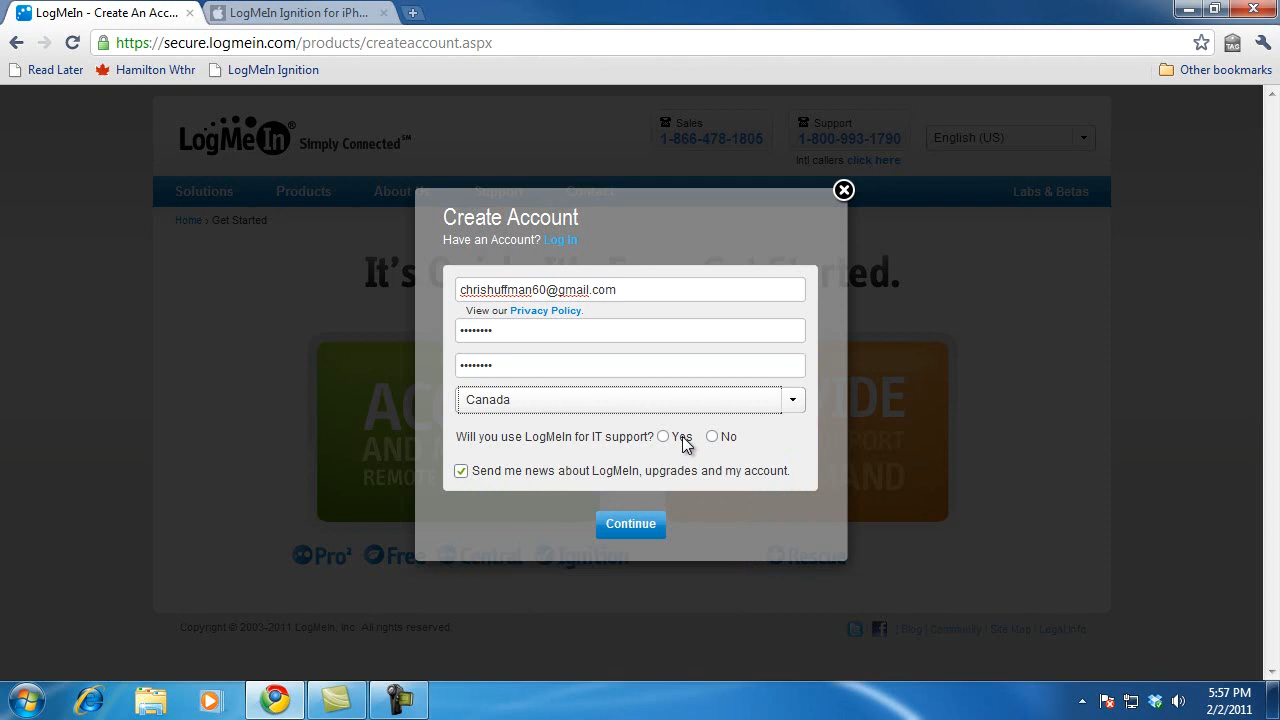 LogMeIn - Create An Acc...
LogMeIn Ignition for iPh...
https://secure.logmein.com/products/createaccount.aspx
TAG
Read Later
Hamilton Wthr
LogMeIn Ignition
Other bookmarks
LogMeIn® Simply Connected℠
Sales
1-866-478-1805
Support
1-800-993-1790
Intl callers click here
English (US)
Solutions
Products
About Us
Support
Contact
Labs & Betas
Home › Get Started
Create Account
Have an Account? Log In
Started.
chrishuffman60@gmail.com
View our Privacy Policy.
••••••••
••••••••
Canada
Will you use LogMeIn for IT support? Yes No
Send me news about LogMeIn, upgrades and my account.
Continue
Pro²
Free
Central
Ignition
Rescue
Copyright © 2003-2011 LogMeIn, Inc. All rights reserved.
| Blog | Community | Site Map | Legal Info
5:57 PM
2/2/2011